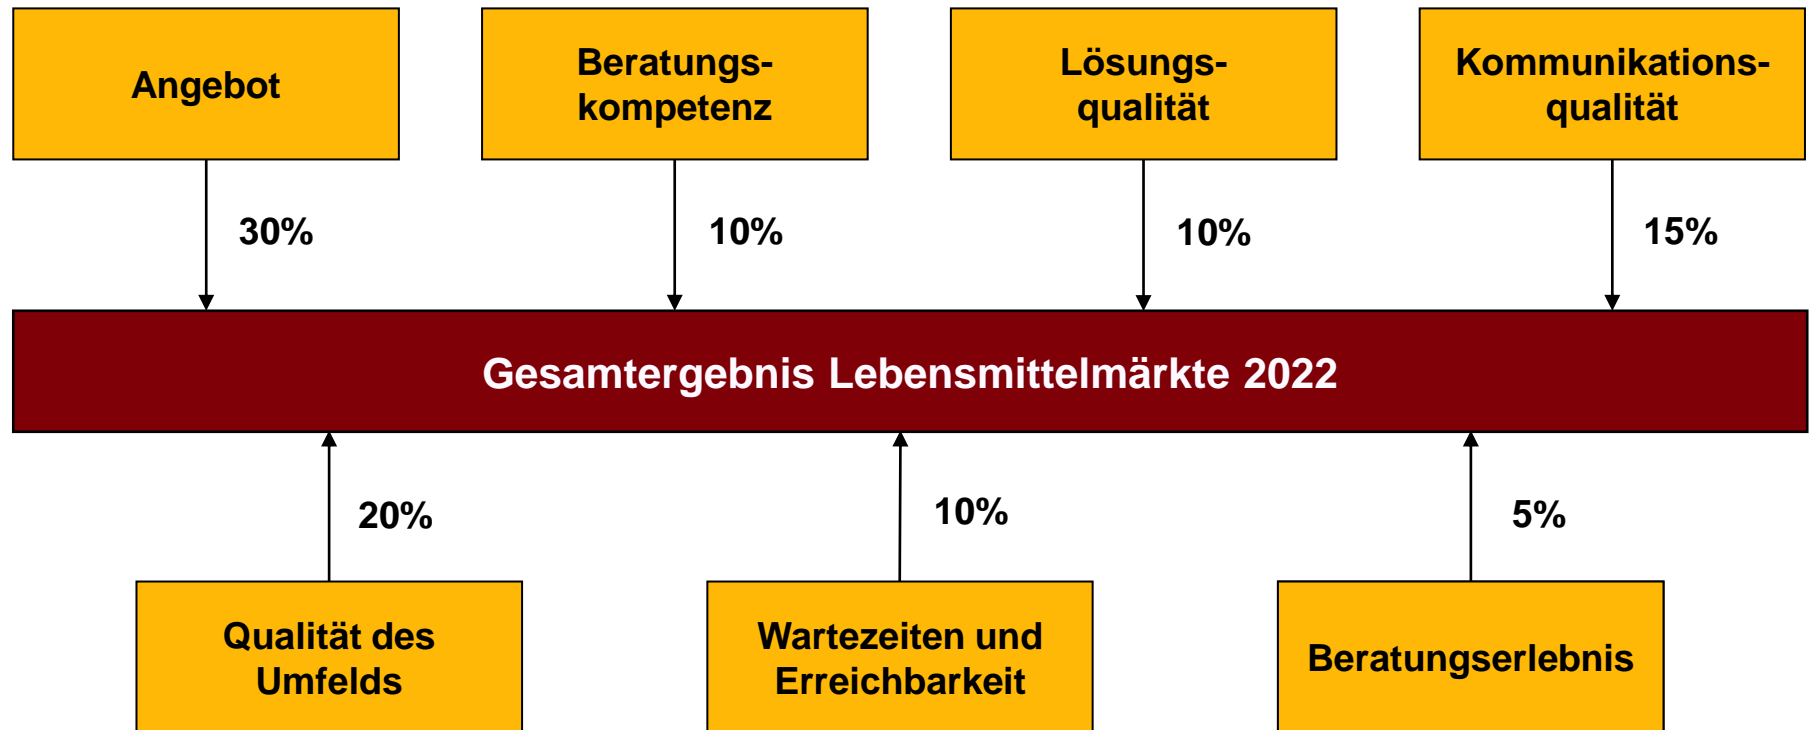 Angebot
Beratungs-
kompetenz
Lösungs-
qualität
Kommunikations-
qualität
30%
10%
10%
15%
Gesamtergebnis Lebensmittelmärkte 2022
20%
10%
5%
Qualität des
Umfelds
Wartezeiten und
Erreichbarkeit
Beratungserlebnis